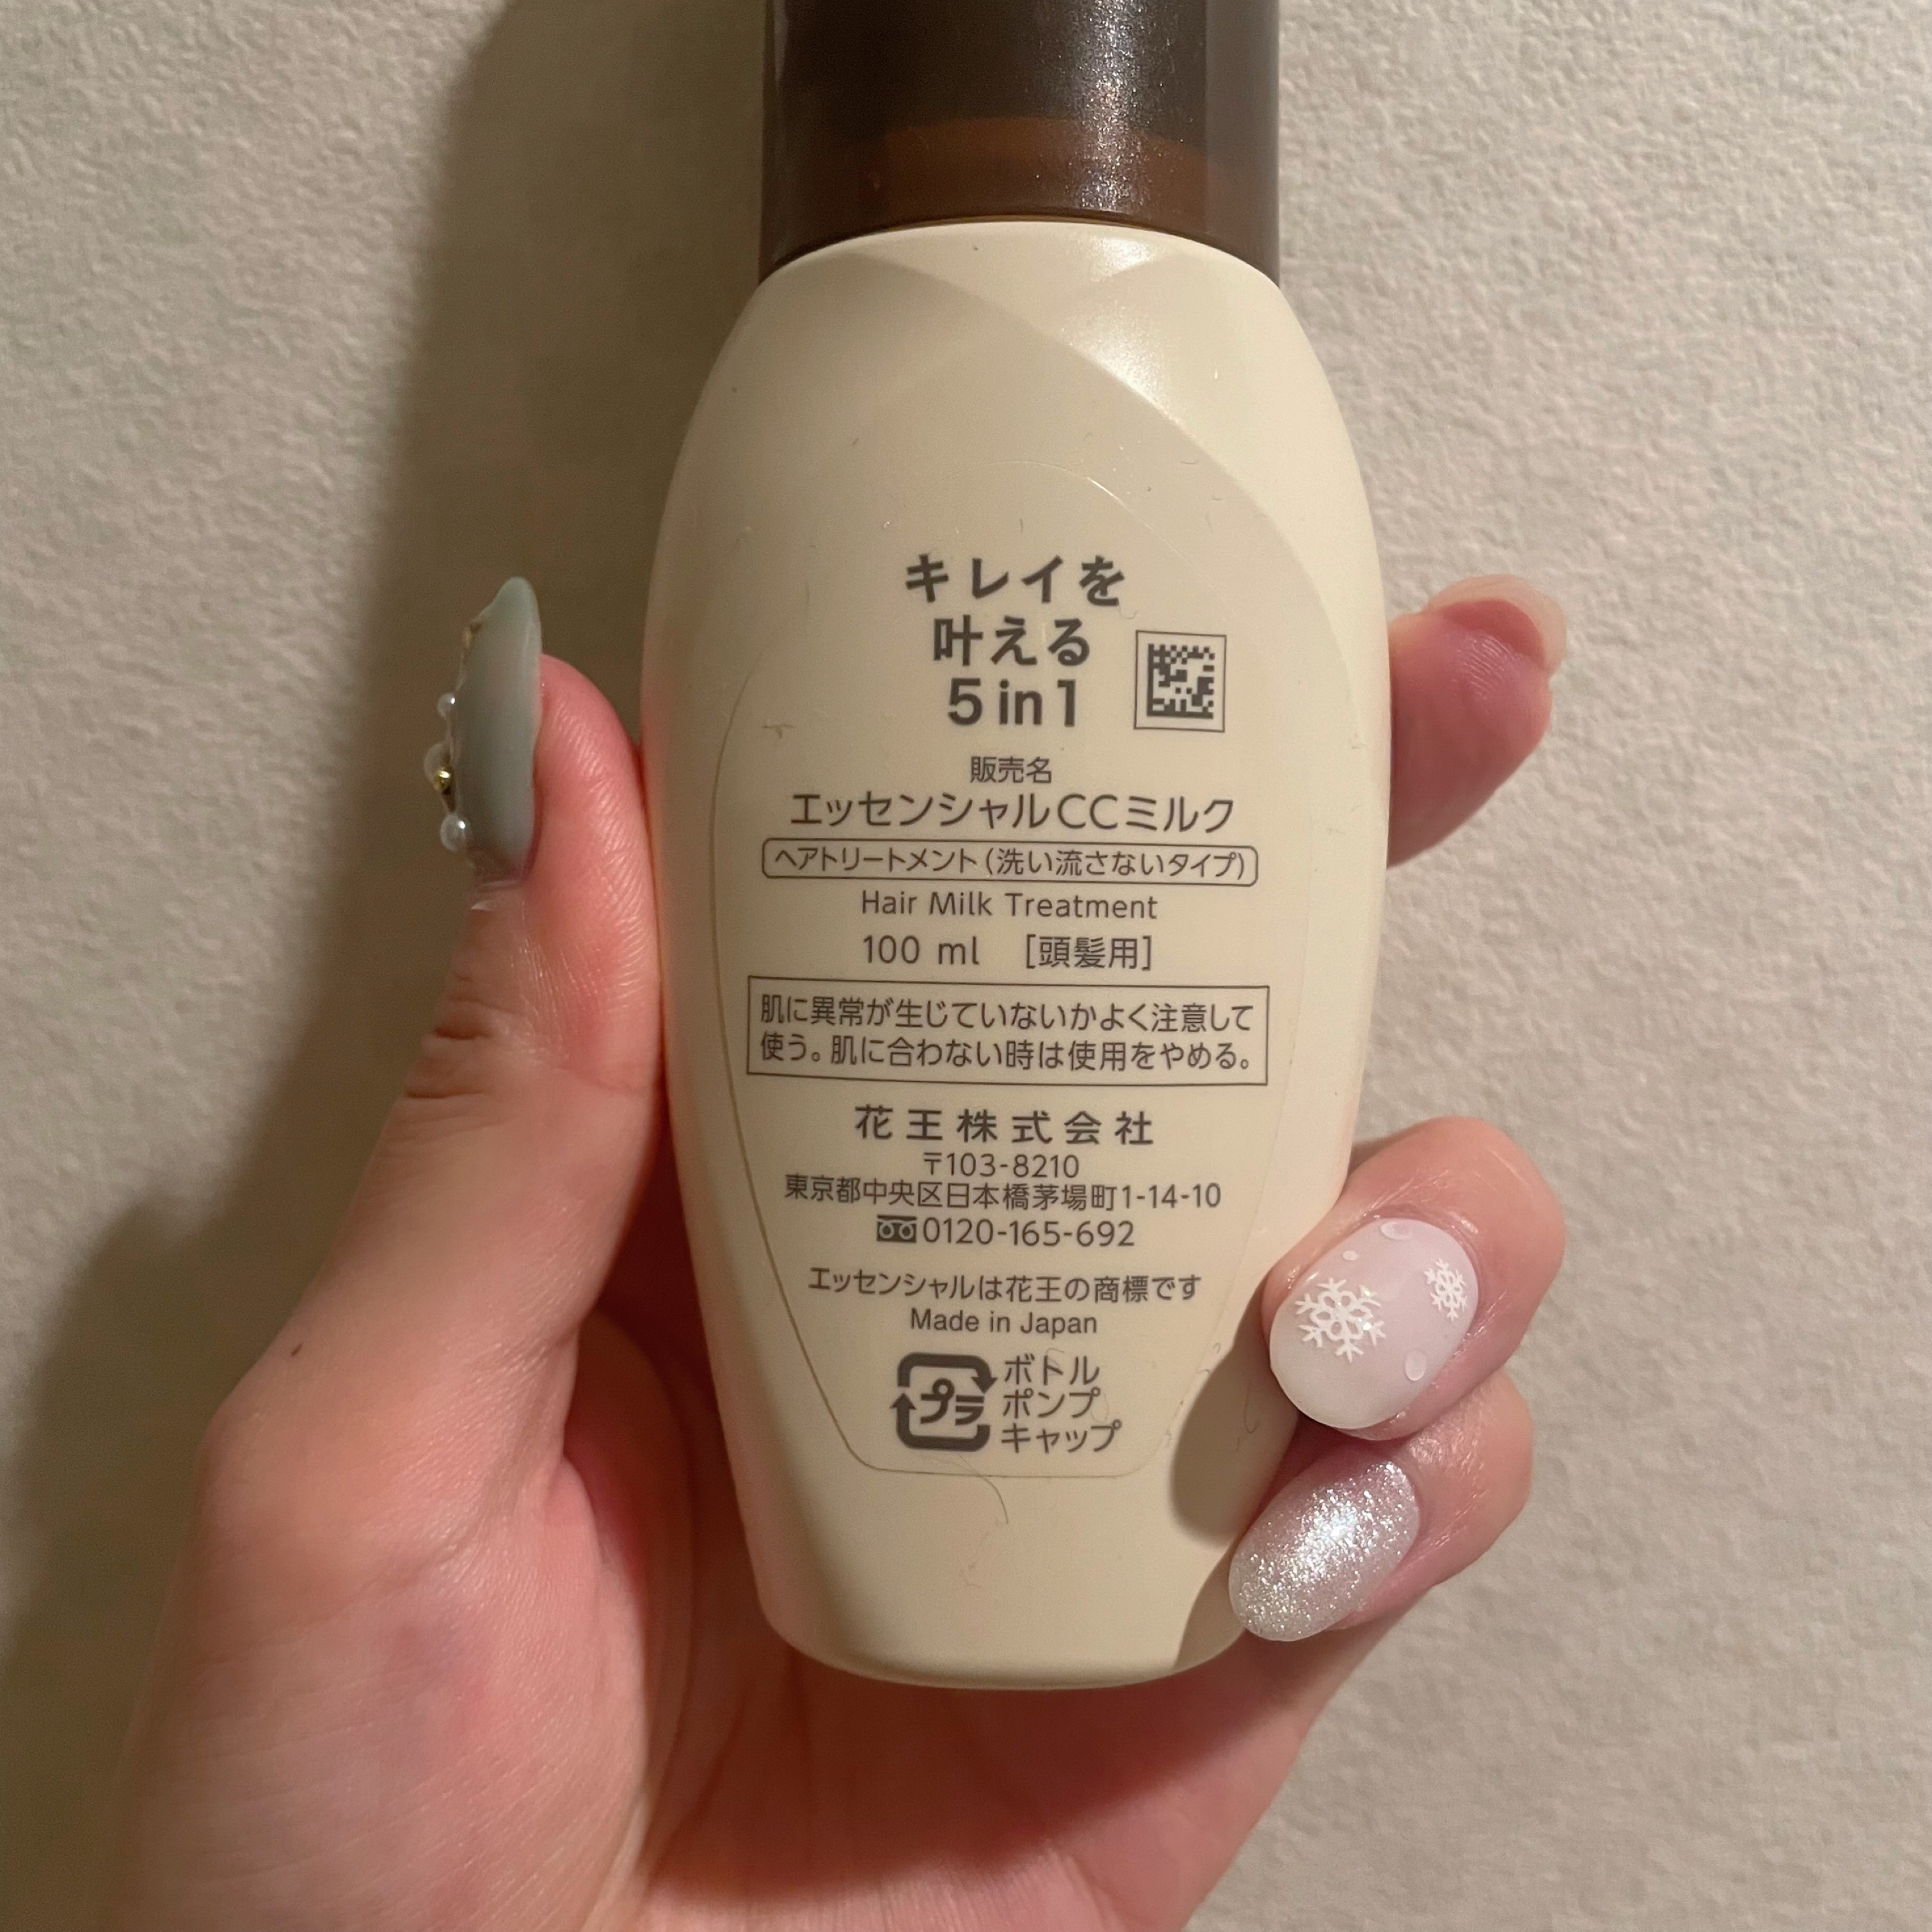 キレイを
叶える
5in1
販売名
エッセンシャルCCミルク
ヘアトリートメント(洗い流さないタイプ)
Hair Milk Treatment
100 ml [頭髪用]
肌に異常が生じていないかよく注意して
使う。肌に合わない時は使用をやめる。
花王株式会社
〒103-8210
東京都中央区日本橋茅場町1-14-10
0120-165-692
エッセンシャルは花王の商標です
Made in Japan
プラ
ボトル
ポンプ
キャップ